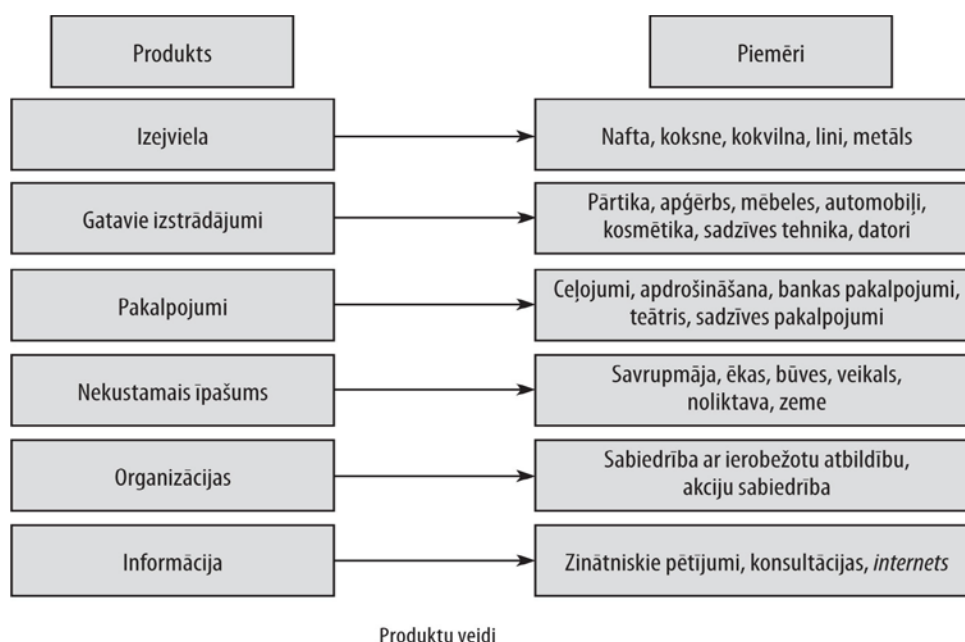 Produkts
Piemēri
Izejviela
Nafta, koksne, kokvilna, lini, metāls
Gatavie izstrādājumi
Pārtika, apģērbs, mēbeles, automobiļi,
kosmētika, sadzīves tehnika, datori
Pakalpojumi
Ceļojumi, apdrošināšana, bankas pakalpojumi,
teātris, sadzīves pakalpojumi
Nekustamais īpašums
Savrupmāja, ēkas, būves, veikals,
noliktava, zeme
Organizācijas
Sabiedrība ar ierobežotu atbildību,
akciju sabiedrība
Informācija
Zinātniskie pētījumi, konsultācijas, internets
Produktu veidi